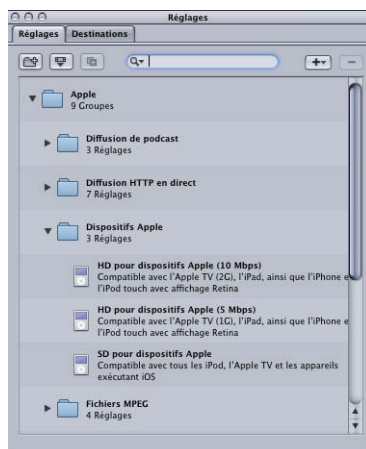 Réglages
Réglages Destinations
Apple
9 Groupes
Diffusion de podcast
3 Réglages
Diffusion HTTP en direct
7 Réglages
Dispositifs Apple
3 Réglages
HD pour dispositifs Apple (10 Mbps)
Compatible avec l'Apple TV (2G), l'iPad, ainsi que l'iPhone e
l'iPod touch avec affichage Retina
HD pour dispositifs Apple (5 Mbps)
Compatible avec l'Apple TV (1G), l'iPad, ainsi que l'iPhone e
l'iPod touch avec affichage Retina
SD pour dispositifs Apple
Compatible avec tous les iPod, l'Apple TV et les appareils
exécutant iOS
Fichiers MPEG
4 Réglages